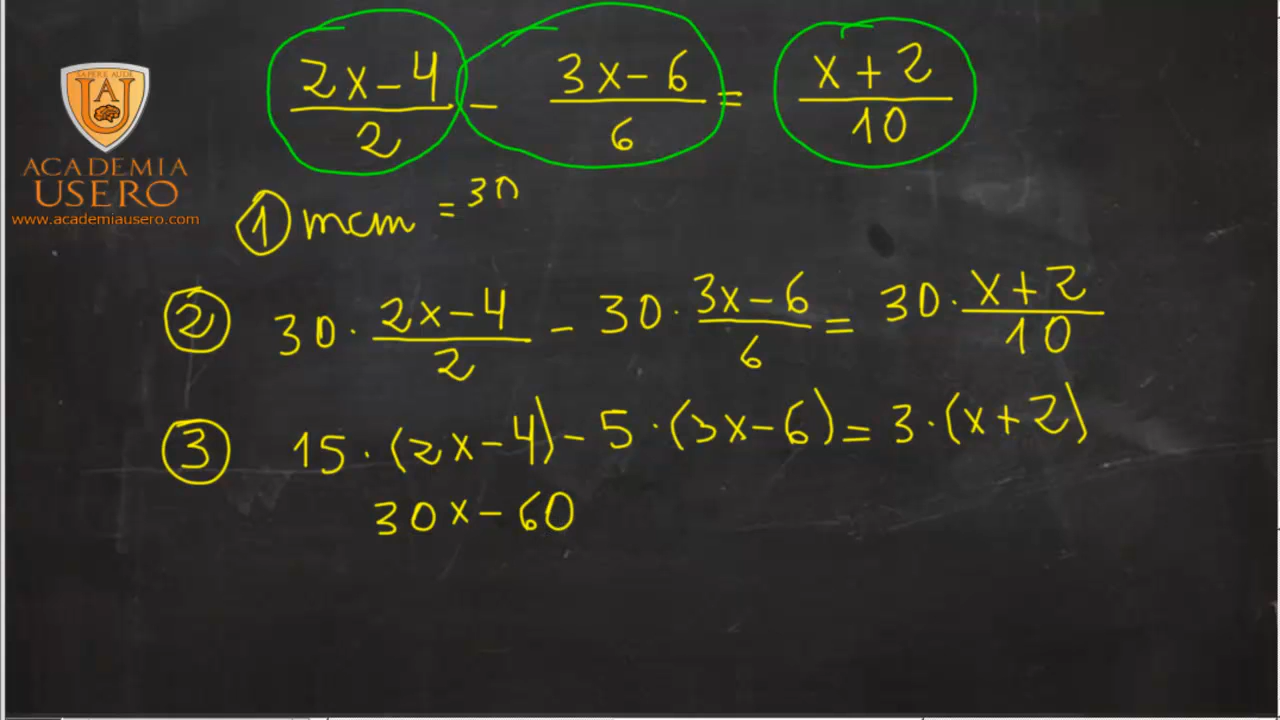 SAPERE AUDE
UA
ACADEMIA
USERO
www.academiausero.com
(2x-4)/2 - (3x-6)/6 = (x+2)/10
① mcm = 30
② 30 · (2x-4)/2 - 30 · (3x-6)/6 = 30 · (x+2)/10
③ 15 · (2x-4) - 5 · (3x-6) = 3 · (x+2)
30x - 60